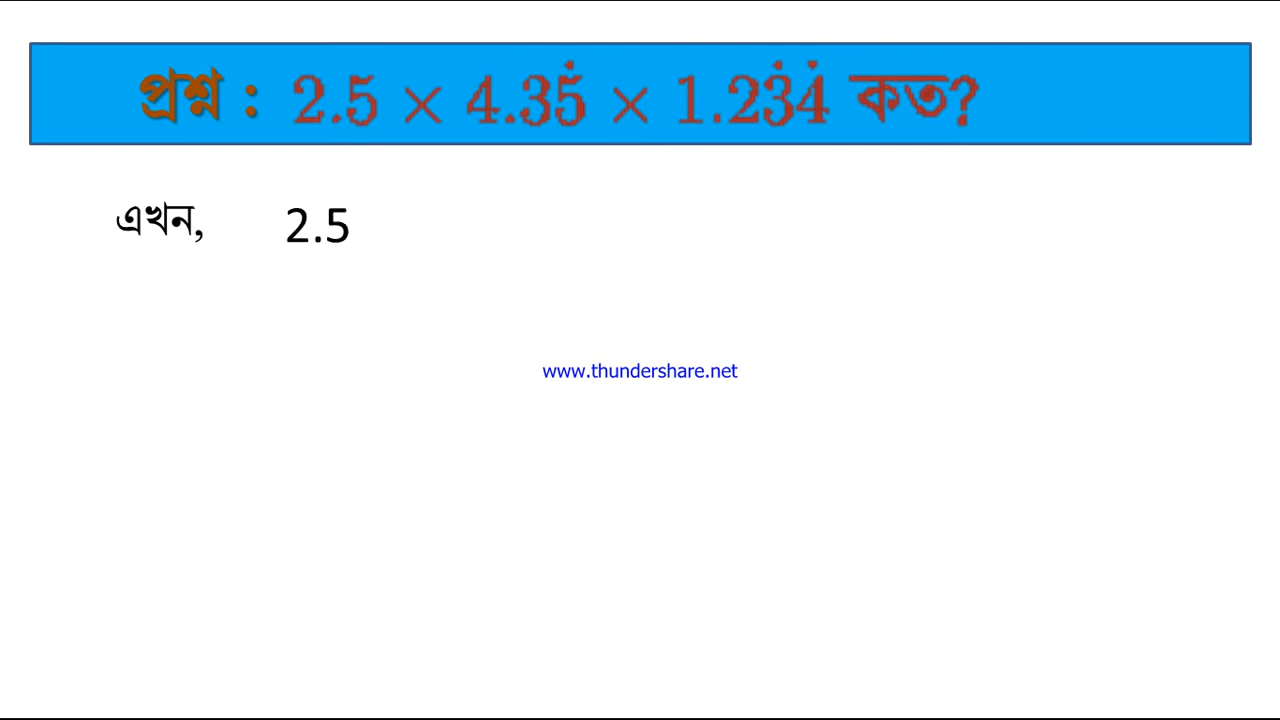 প্রশ্ন : 2.5 × 4.35̇ × 1.23̇4̇ কত?
এখন, 2.5
www.thundershare.net